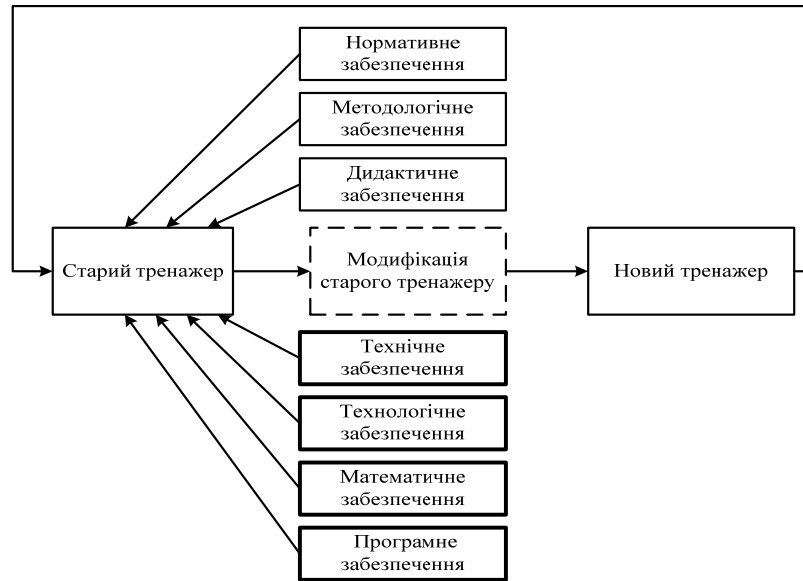 Нормативне
забезпечення
Методологічне
забезпечення
Дидактичне
забезпечення
Старий тренажер
Модифікація
старого тренажеру
Новий тренажер
Технічне
забезпечення
Технологічне
забезпечення
Математичне
забезпечення
Програмне
забезпечення